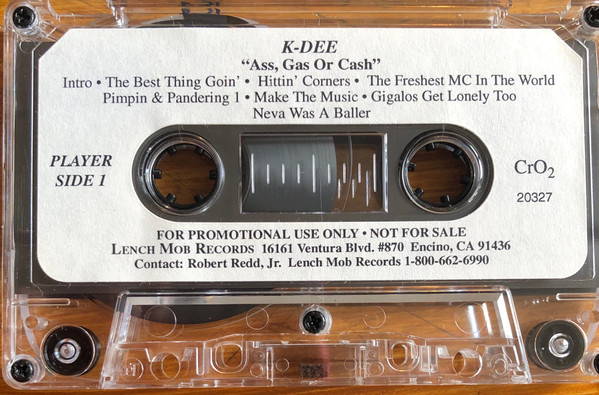 K-DEE
“Ass, Gas Or Cash”
Intro • The Best Thing Goin' • Hittin' Corners • The Freshest MC In The World
Pimpin & Pandering 1 • Make The Music • Gigalos Get Lonely Too
Neva Was A Baller
PLAYER
SIDE 1
CrO2
20327
FOR PROMOTIONAL USE ONLY • NOT FOR SALE
LENCH MOB RECORDS 16161 Ventura Blvd. #870 Encino, CA 91436
Contact: Robert Redd, Jr. Lench Mob Records 1-800-662-6990